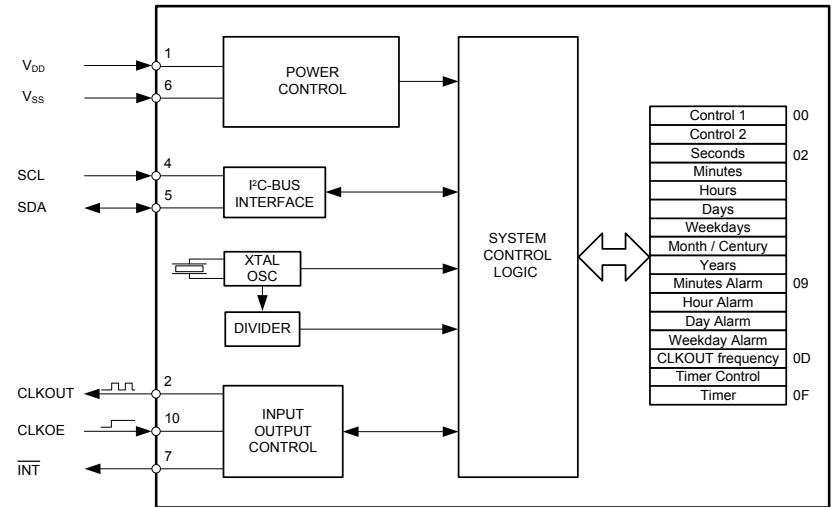 V_DD
1
V_SS
6
POWER
CONTROL
SCL
4
SDA
5
I²C-BUS
INTERFACE
XTAL
OSC
DIVIDER
CLKOUT
2
CLKOE
10
INT
7
INPUT
OUTPUT
CONTROL
SYSTEM
CONTROL
LOGIC
Control 1 00
Control 2
Seconds 02
Minutes
Hours
Days
Weekdays
Month / Century
Years
Minutes Alarm 09
Hour Alarm
Day Alarm
Weekday Alarm
CLKOUT frequency 0D
Timer Control
Timer 0F